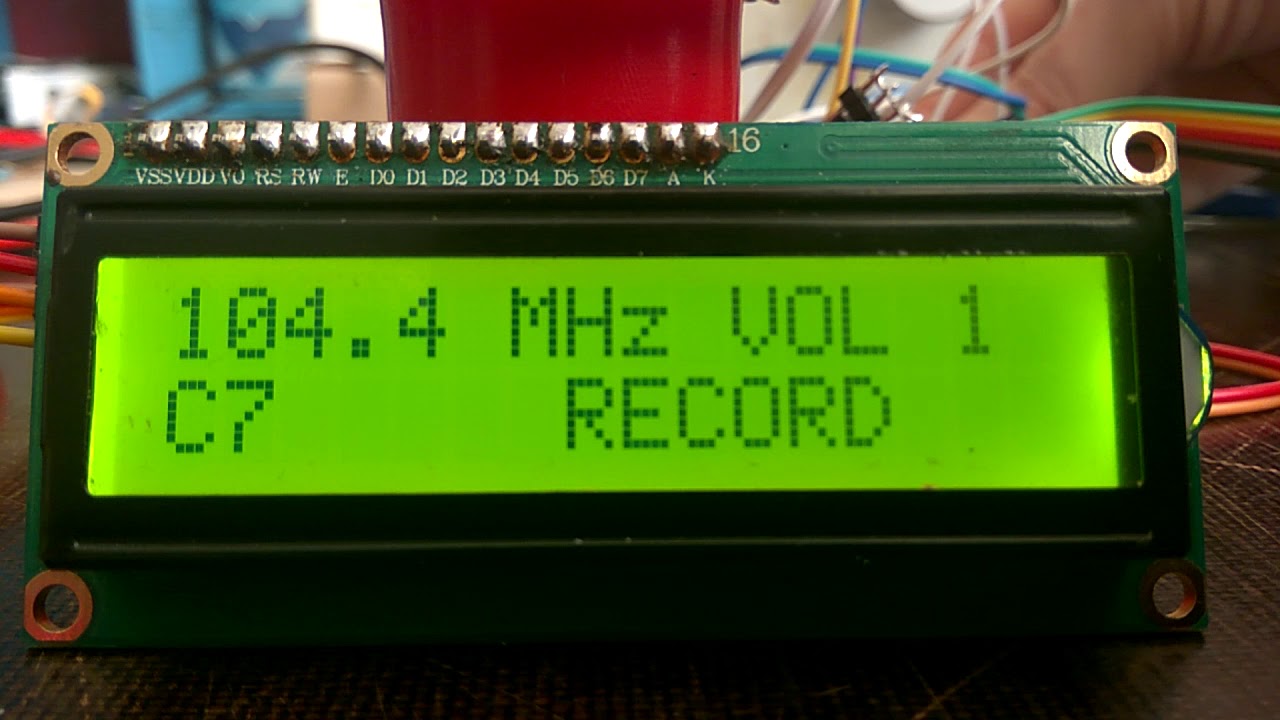 16
VSS VDD V0 RS RW E D0 D1 D2 D3 D4 D5 D6 D7 A K
104.4 MHz VOL 1
C7 RECORD